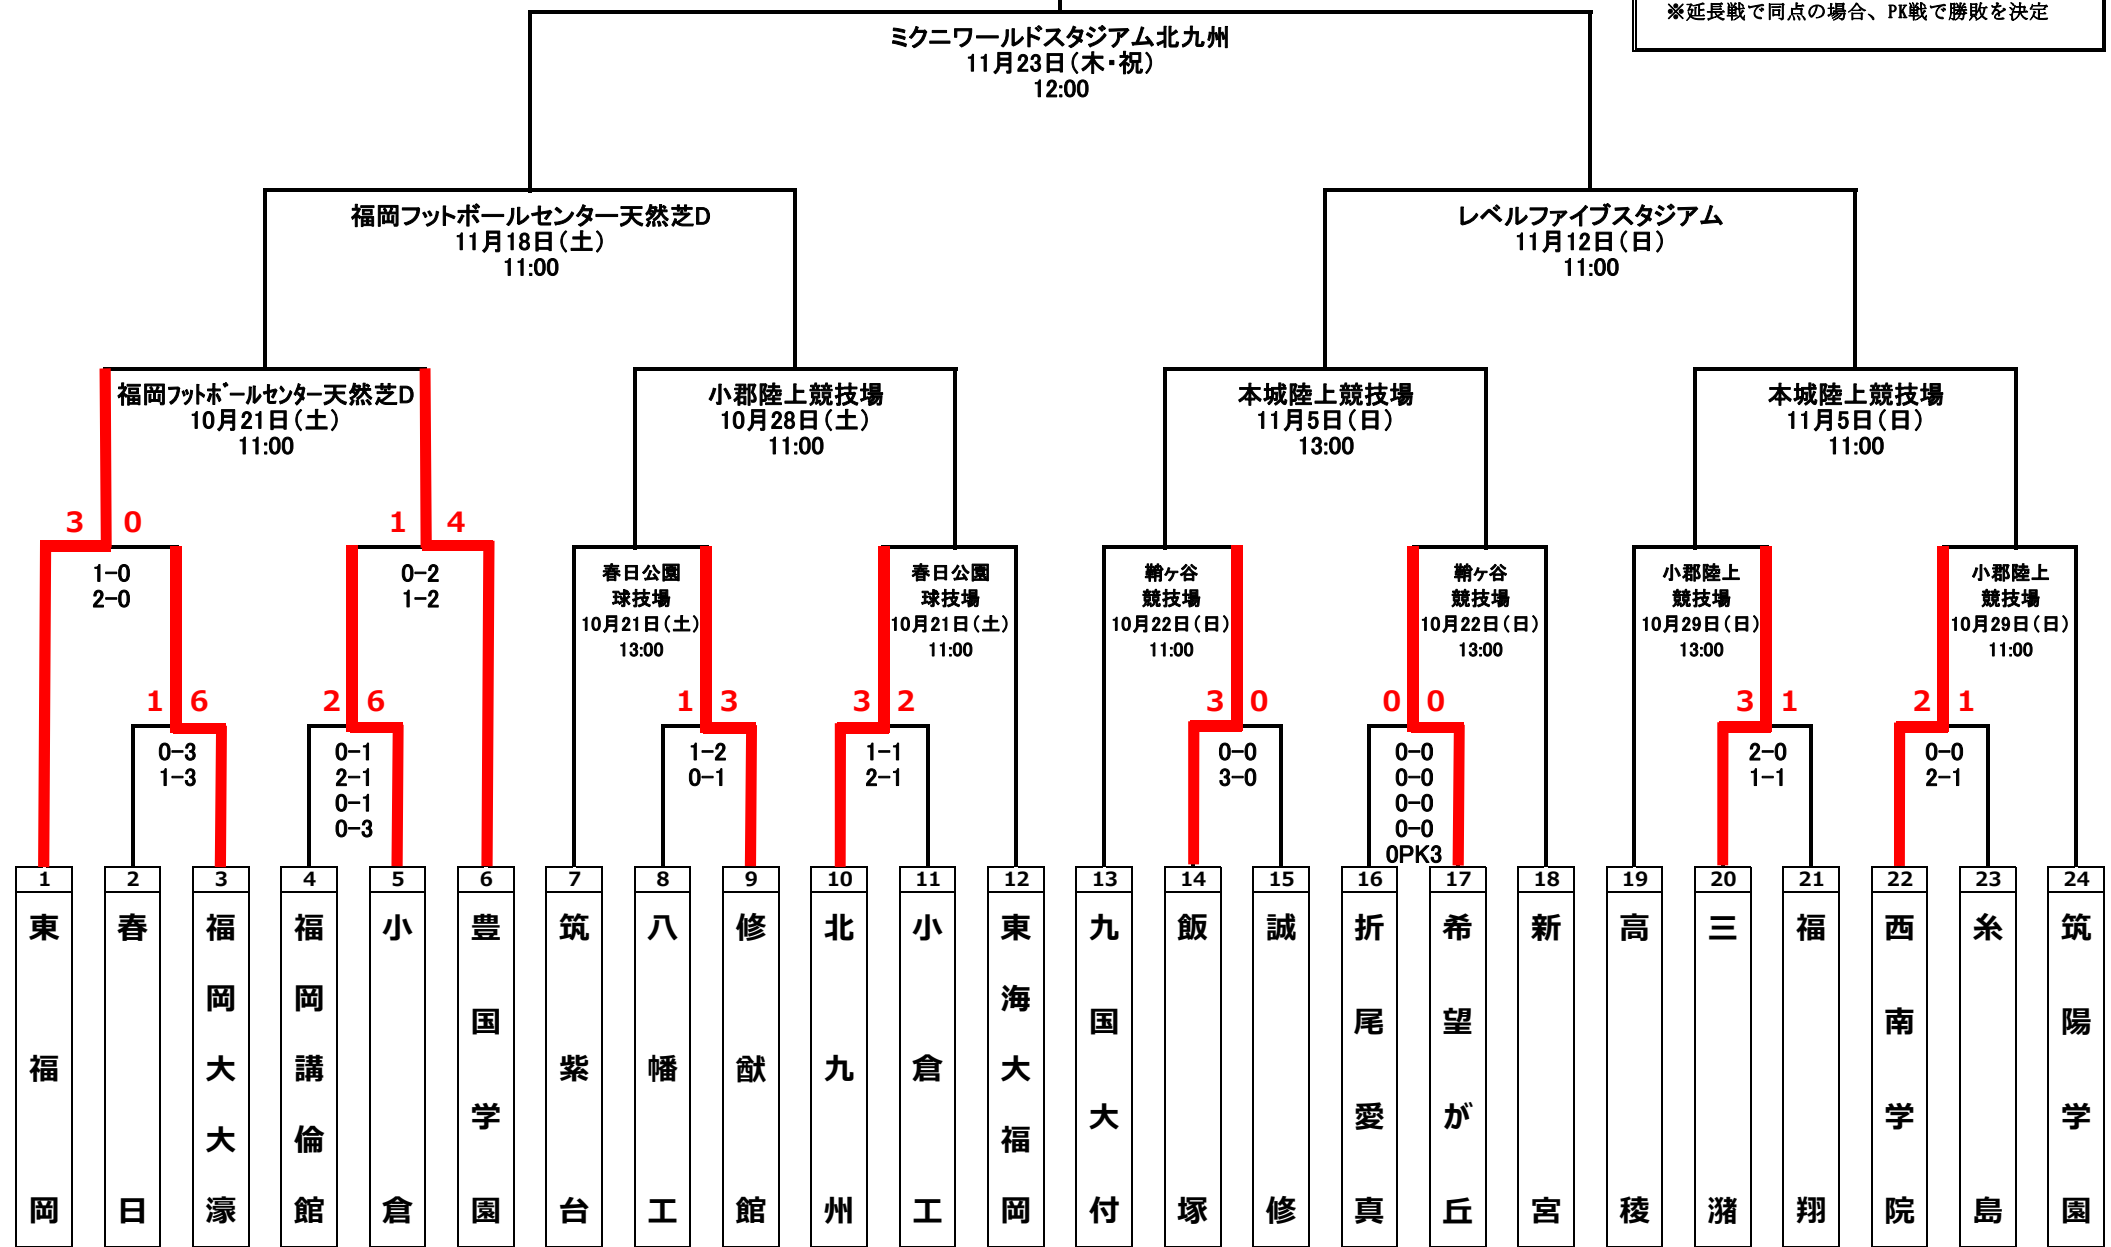 ※延長戦で同点の場合、PK戦で勝敗を決定
ミクニワールドスタジアム北九州
11月23日(木・祝)
12:00
福岡フットボールセンター天然芝D
11月18日(土)
11:00
レベルファイブスタジアム
11月12日(日)
11:00
福岡フットボールセンター天然芝D
10月21日(土)
11:00
小郡陸上競技場
10月28日(土)
11:00
本城陸上競技場
11月5日(日)
13:00
本城陸上競技場
11月5日(日)
11:00
3 0
1-0
2-0
1 4
0-2
1-2
春日公園
球技場
10月21日(土)
13:00
春日公園
球技場
10月21日(土)
11:00
鞘ヶ谷
競技場
10月22日(日)
11:00
鞘ヶ谷
競技場
10月22日(日)
13:00
小郡陸上
競技場
10月29日(日)
13:00
小郡陸上
競技場
10月29日(日)
11:00
1 6
0-3
1-3
2 6
0-1
2-1
0-1
0-3
1 3
1-2
0-1
3 2
1-1
2-1
3 0
0-0
3-0
0 0
0-0
0-0
0-0
0-0
0PK3
3 1
2-0
1-1
2 1
0-0
2-1
1
東福岡
2
春日
3
福岡大大濠
4
福岡講倫館
5
小倉
6
豊国学園
7
筑紫台
8
八幡工
9
修猷館
10
北九州
11
小倉工
12
東海大福岡
13
九国大付
14
飯塚
15
誠修
16
折尾愛真
17
希望が丘
18
新宮
19
高稜
20
三潴
21
福翔
22
西南学院
23
糸島
24
筑陽学園